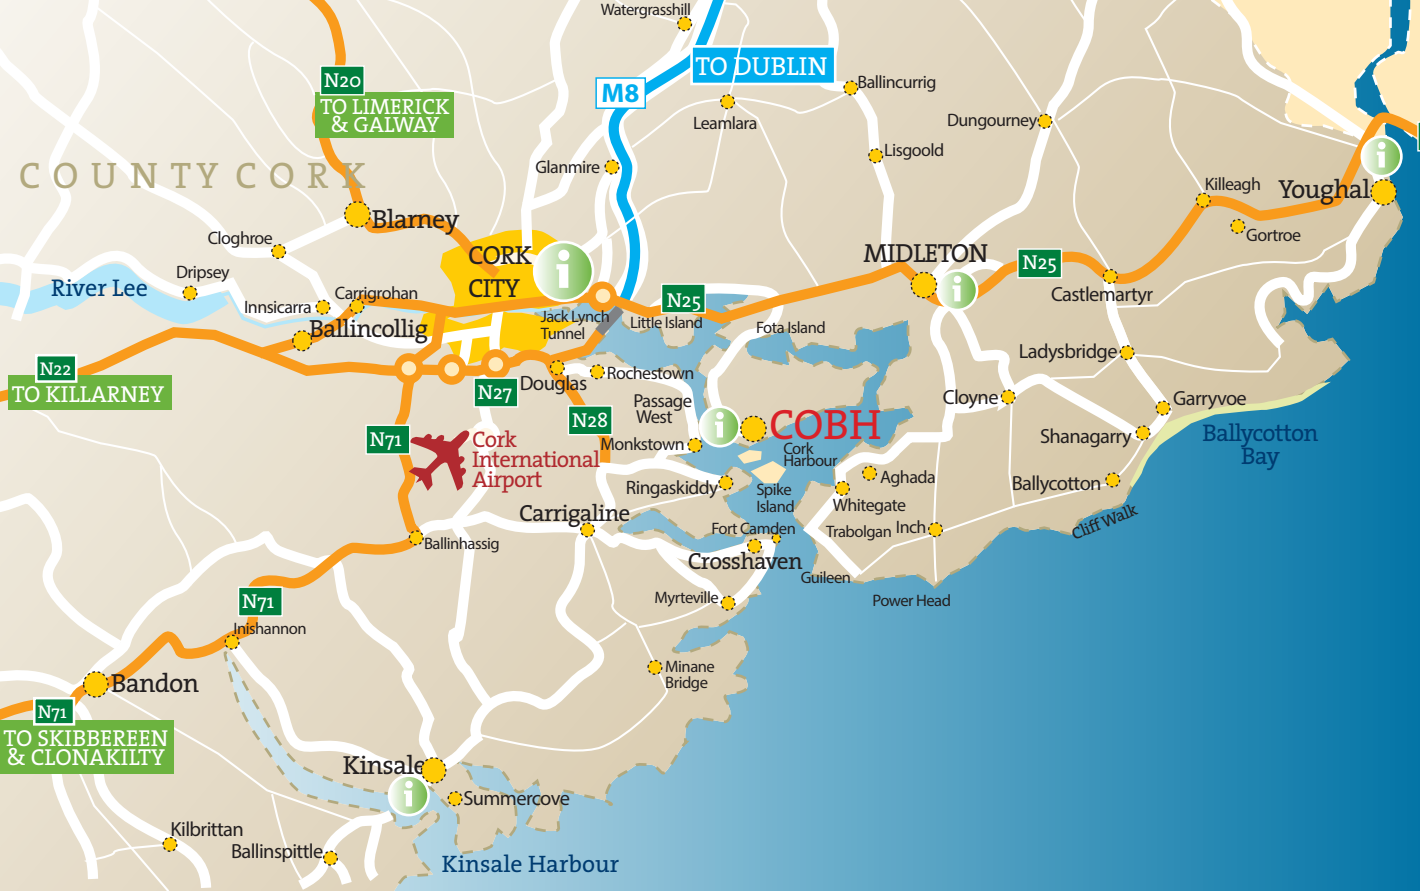 Watergrasshill
N20
TO LIMERICK
& GALWAY
TO DUBLIN
M8
Ballincurrig
Leamlara
Dungourney
Lisgoold
Glanmire
COUNTY CORK
Killeagh
Youghal
i
Blarney
Gortroe
Cloghroe
CORK
CITY
i
MIDLETON
N25
i
Castlemartyr
Dripsey
River Lee
Innsicarra
Carrigrohan
Ballincollig
Jack Lynch
Tunnel
N25
Little Island
Fota Island
N22
TO KILLARNEY
Ladysbridge
Rochestown
Douglas
N27
N28
Passage
West
Cloyne
Garryvoe
Shanagarry
Ballycotton
Bay
i
COBH
N71
Cork
International
Airport
Monkstown
Cork
Harbour
Aghada
Ballycotton
Ringaskiddy
Spike
Island
Whitegate
Cliff Walk
Carrigaline
Fort Camden
Trabolgan
Inch
Ballinhassig
Crosshaven
Guileen
Power Head
Myrteville
N71
Inishannon
Minane
Bridge
Bandon
N71
TO SKIBBEREEN
& CLONAKILTY
Kinsale
i
Summercove
Kilbrittan
Ballinspittle
Kinsale Harbour